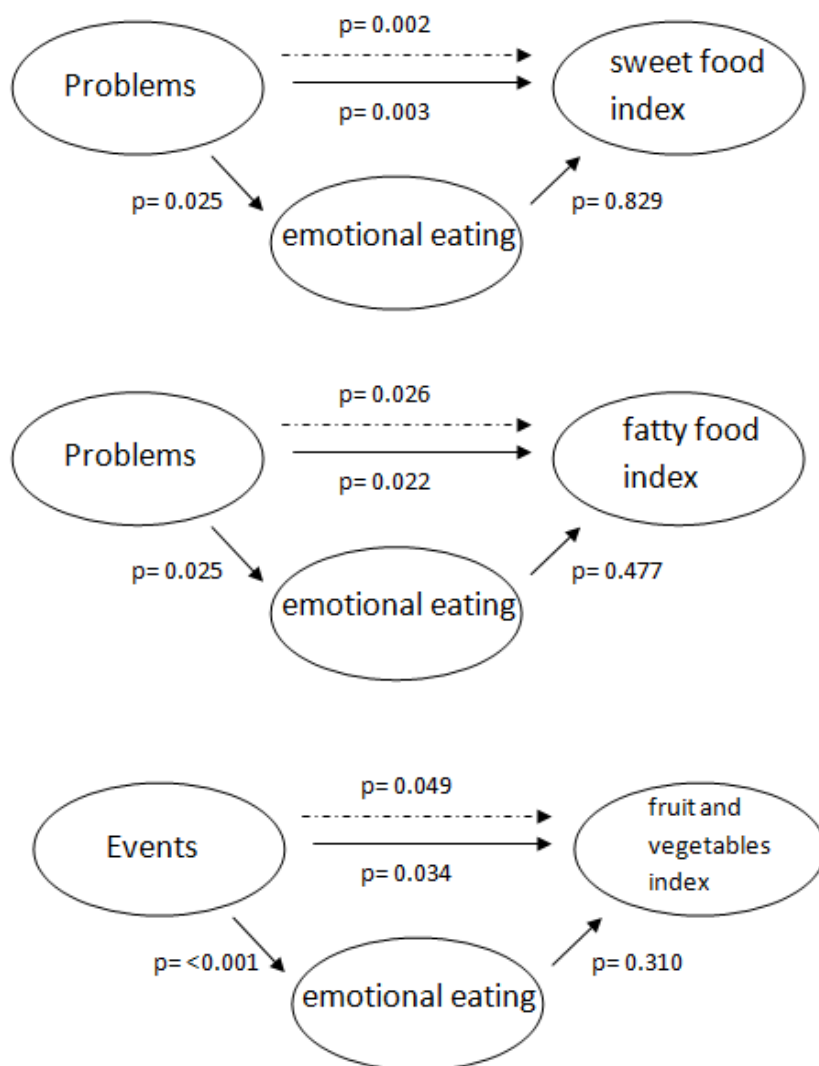 p= 0.002
Problems
sweet food
index
p= 0.003
p= 0.025
emotional eating
p= 0.829
p= 0.026
Problems
fatty food
index
p= 0.022
p= 0.025
emotional eating
p= 0.477
p= 0.049
Events
fruit and
vegetables
index
p= 0.034
p= <0.001
emotional eating
p= 0.310